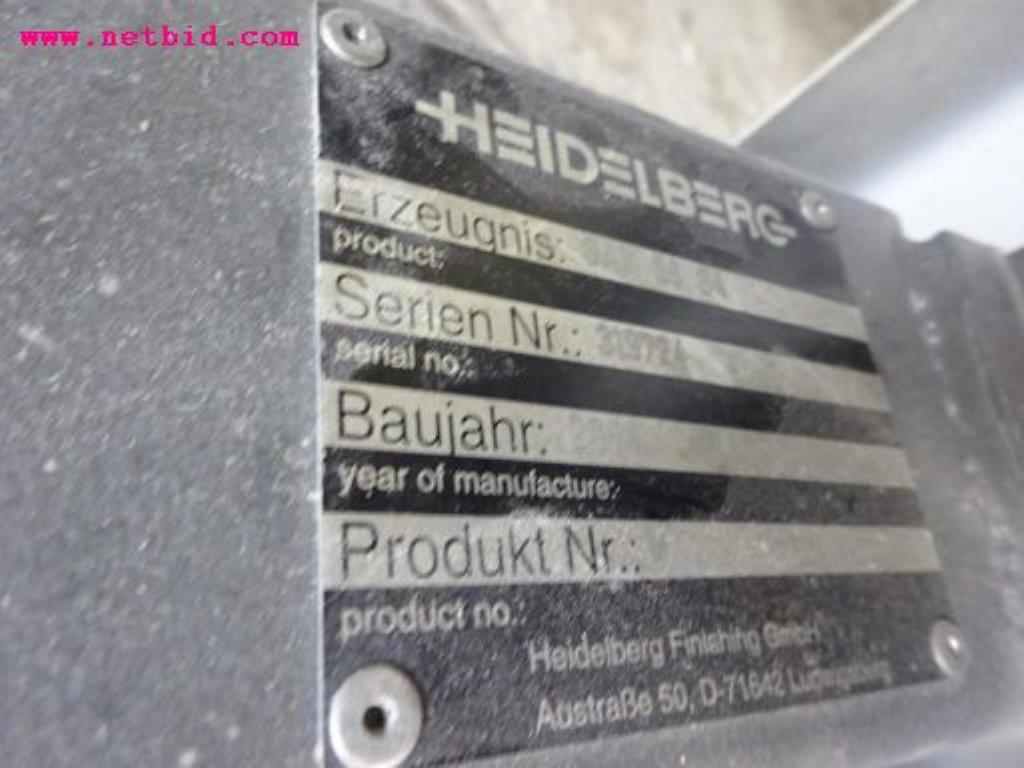 www.netbid.com
HEIDELBERG
Erzeugnis:
product:
Serien Nr.:
serial no.:
Baujahr:
year of manufacture:
Produkt Nr.:
product no.:
Heidelberg Finishing GmbH
Austraße 50, D-71642 Ludwigsburg